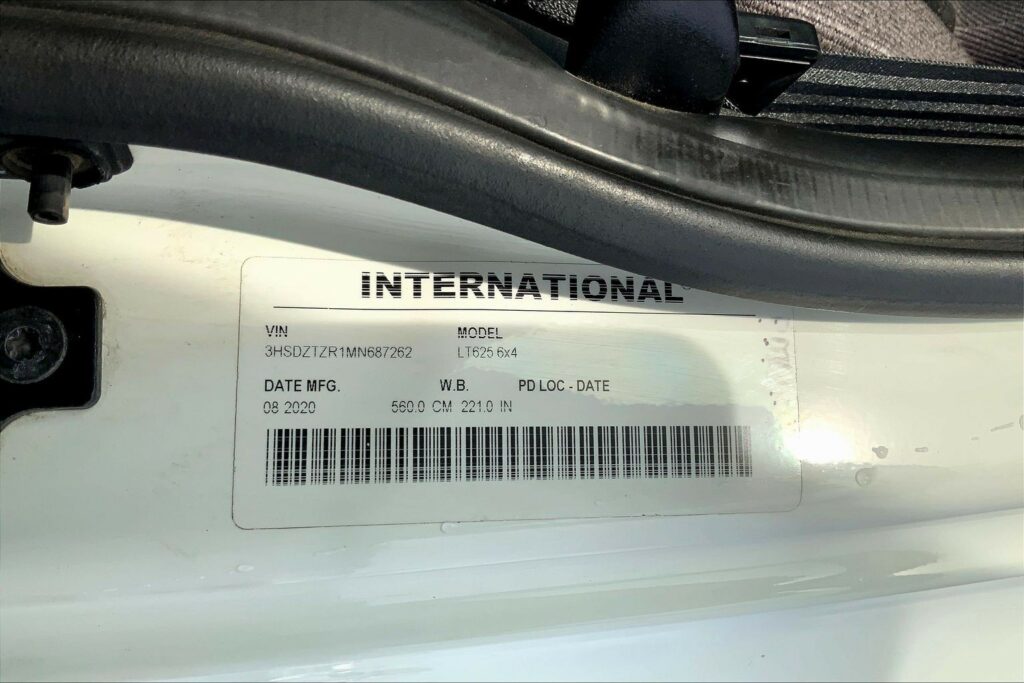 INTERNATIONAL®
VIN MODEL
3HSDZTZR1MN687262 LT625 6x4
DATE MFG. W.B. PD LOC - DATE
08 2020 560.0 CM 221.0 IN